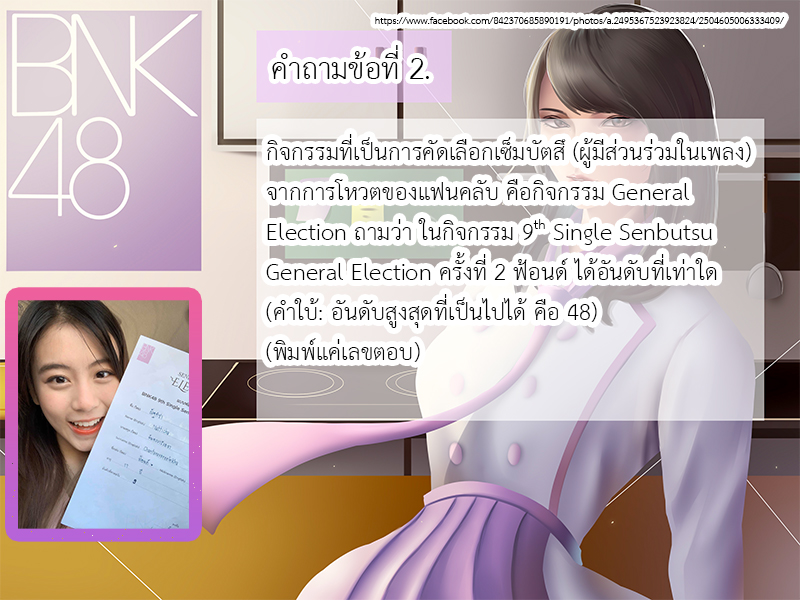 https://www.facebook.com/842370685890191/photos/a.2495367523923824/2504605006333409/
BNK
48
คำถามข้อที่ 2.
กิจกรรมที่เป็นการคัดเลือกเซ็มบัตสึ (ผู้มีส่วนร่วมในเพลง)
จากการโหวตของแฟนคลับ คือกิจกรรม General
Election ถามว่า ในกิจกรรม 9th Single Senbutsu
General Election ครั้งที่ 2 ฟ้อนด์ ได้อันดับที่เท่าใด
(คำใบ้: อันดับสูงสุดที่เป็นไปได้ คือ 48)
(พิมพ์แค่เลขตอบ)